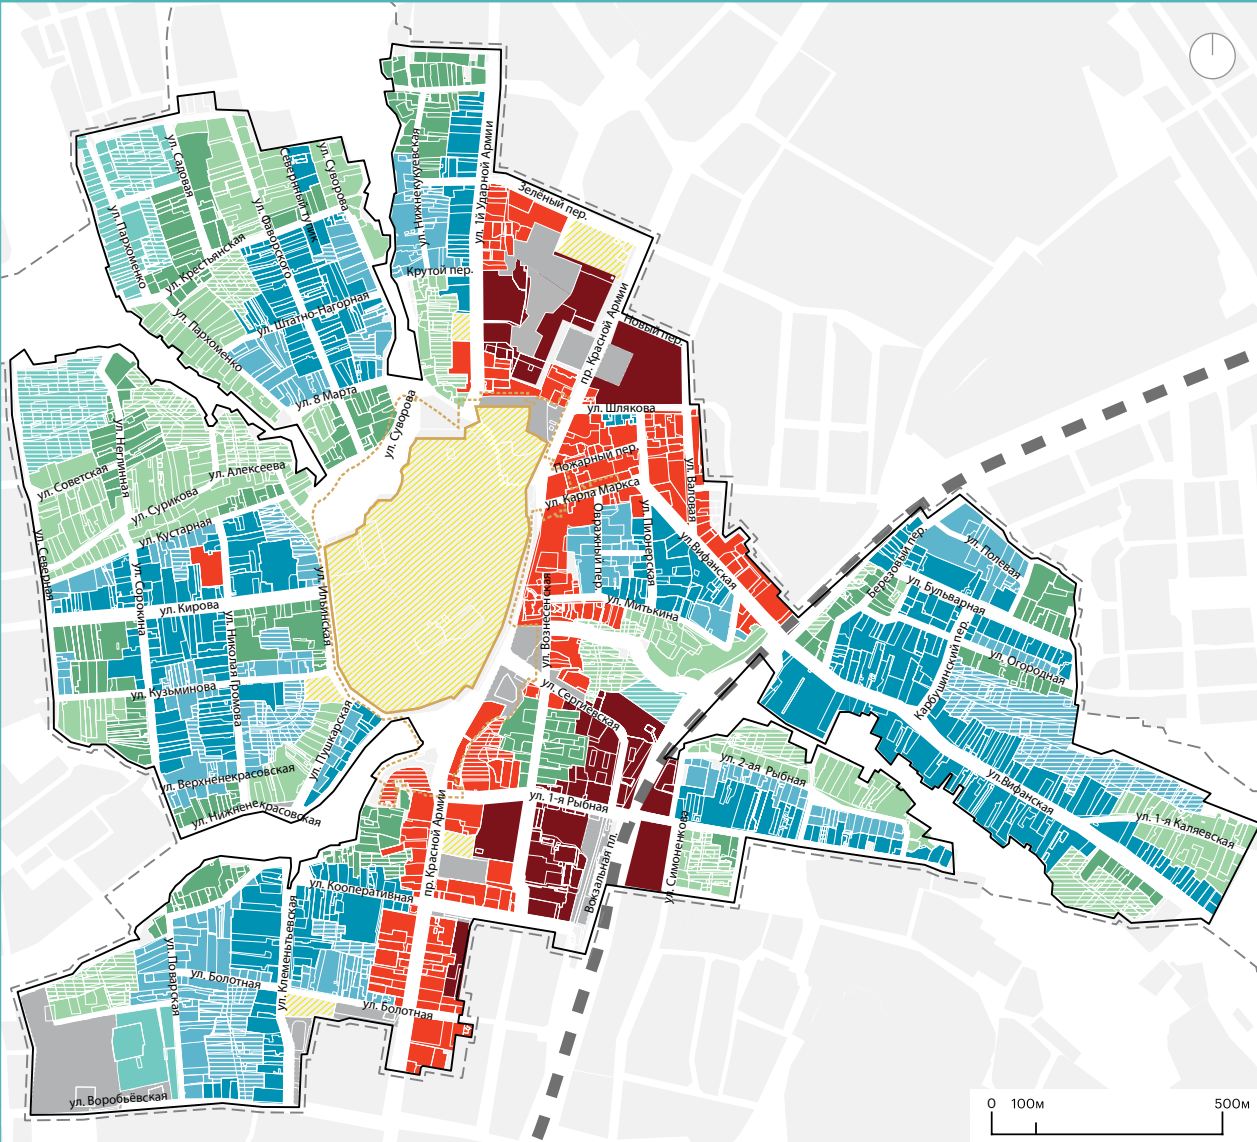 ул. Садовая
Северный тупик
ул. Суворова
ул. Нижнекукуевская
ул. 1й Ударной Армии
Зелёный пер.
ул. Пархоменко
ул. Крестьянская
ул. Фаворского
Крутой пер.
ул. Штатно-Нагорная
ул. Пархоменко
пр. Красной Армии
Новый пер.
ул. 8 Марта
ул. Суворова
ул. Шлякова
ул. Неглинная
ул. Советская
ул. Алексеева
ул. Сурикова
ул. Кустарная
Пожарный пер.
ул. Карла Маркса
ул. Валовая
ул. Северная
ул. Сорокина
ул. Кирова
ул. Ильинская
ул. Николая Громова
ул. Кузьминова
Овражный пер.
ул. Пионерская
ул. Вифанская
ул. Митькина
ул. Вознесенская
Березовый пер.
ул. Полевая
ул. Бульварная
Карбушинский пер.
ул. Огородная
ул. Сергиевская
ул. Пушкарская
ул. Верхненекрасовская
ул. Нижненекрасовская
ул. 2-ая Рыбная
ул. 1-я Рыбная
ул.Вифанская
ул. 1-я Каляевская
пр. Красной Армии
Вокзальная пл.
ул. Симоненкова
ул. Кооперативная
ул. Клементьевская
ул. Поварская
ул. Болотная
ул. Болотная
ул. Воробьёвская
0 100м 500м